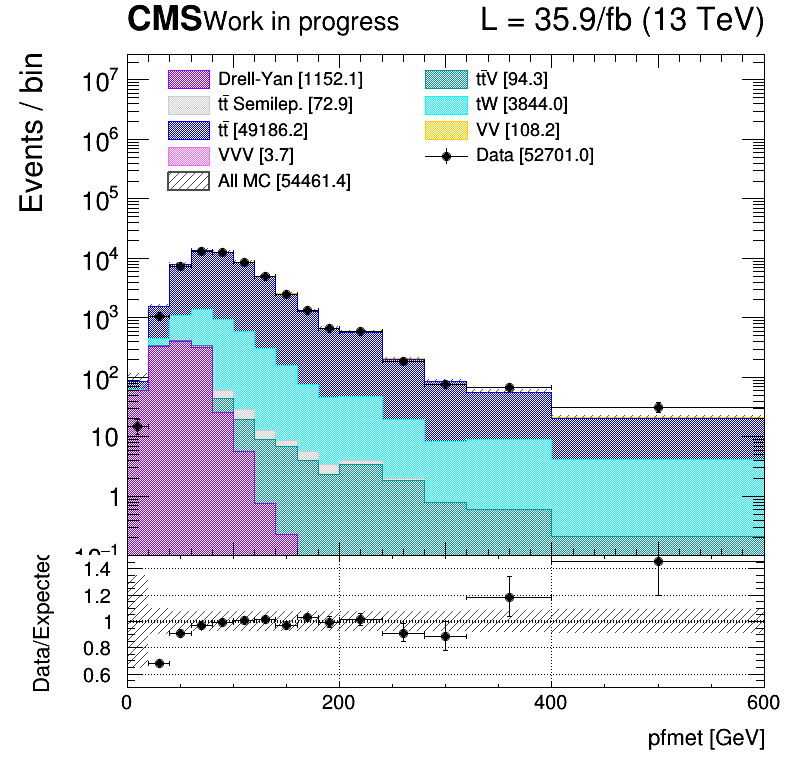 CMS Work in progress L = 35.9/fb (13 TeV)
Events / bin
Drell-Yan [1152.1] tt̄V [94.3]
tt̄ Semilep. [72.9] tW [3844.0]
tt̄ [49186.2] VV [108.2]
VVV [3.7] Data [52701.0]
All MC [54461.4]
10⁷
10⁶
10⁵
10⁴
10³
10²
10
1
10⁻¹
Data/Expected
1.4
1.2
1
0.8
0.6
0 200 400 600
pfmet [GeV]